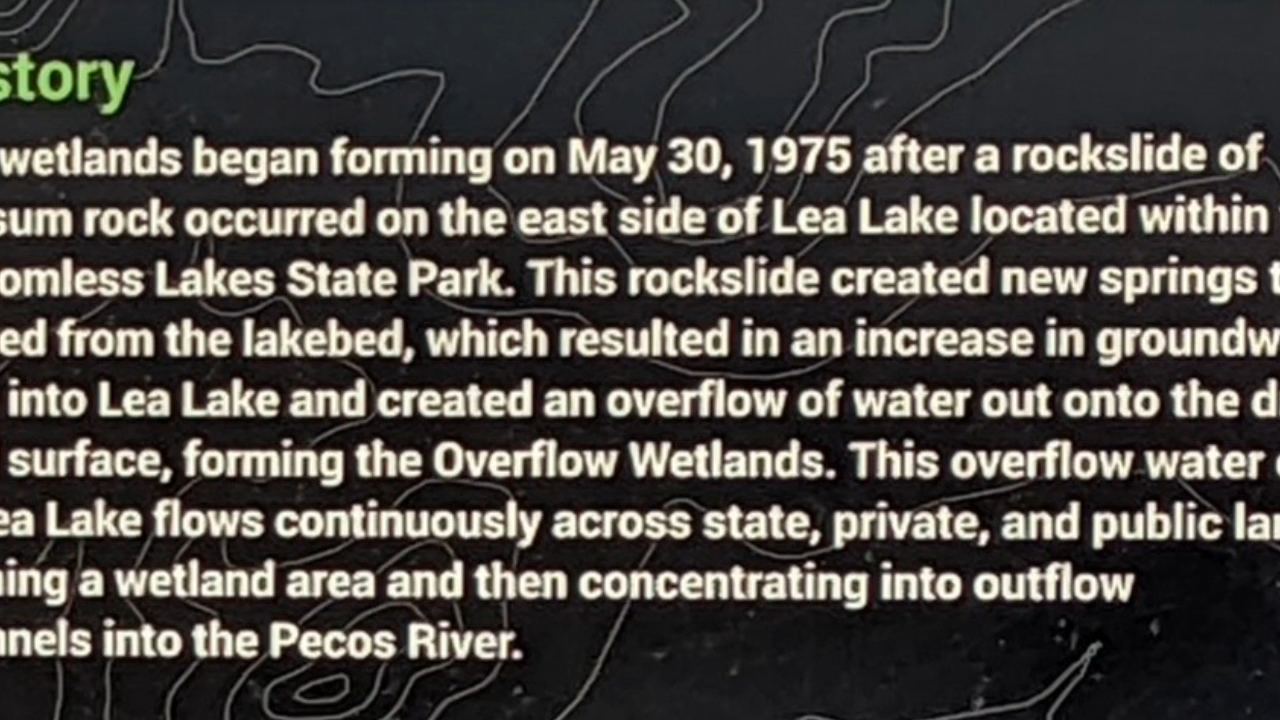 story
wetlands began forming on May 30, 1975 after a rockslide of
sum rock occurred on the east side of Lea Lake located within
omless Lakes State Park. This rockslide created new springs t
ed from the lakebed, which resulted in an increase in groundw
into Lea Lake and created an overflow of water out onto the d
surface, forming the Overflow Wetlands. This overflow water
ea Lake flows continuously across state, private, and public lan
ing a wetland area and then concentrating into outflow
nnels into the Pecos River.